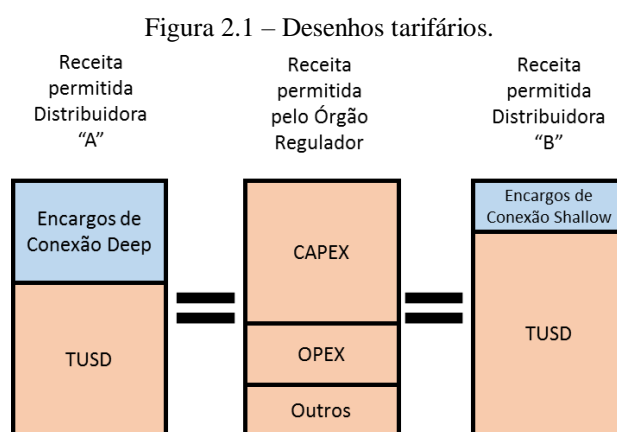 Figura 2.1 – Desenhos tarifários.
Receita
permitida
Distribuidora
“A”
Receita
permitida
pelo Órgão
Regulador
Receita
permitida
Distribuidora
“B”
Encargos de
Conexão Deep
TUSD
CAPEX
OPEX
Outros
Encargos de
Conexão Shallow
TUSD